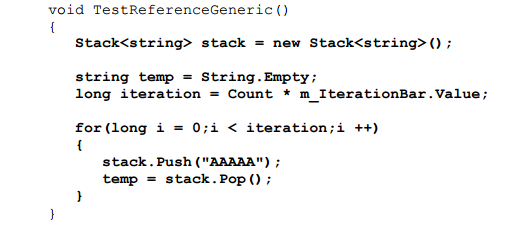 void TestReferenceGeneric()
{
Stack<string> stack = new Stack<string>();
string temp = String.Empty;
long iteration = Count * m_IterationBar.Value;
for(long i = 0;i < iteration;i ++)
{
stack.Push("AAAAA");
temp = stack.Pop();
}
}